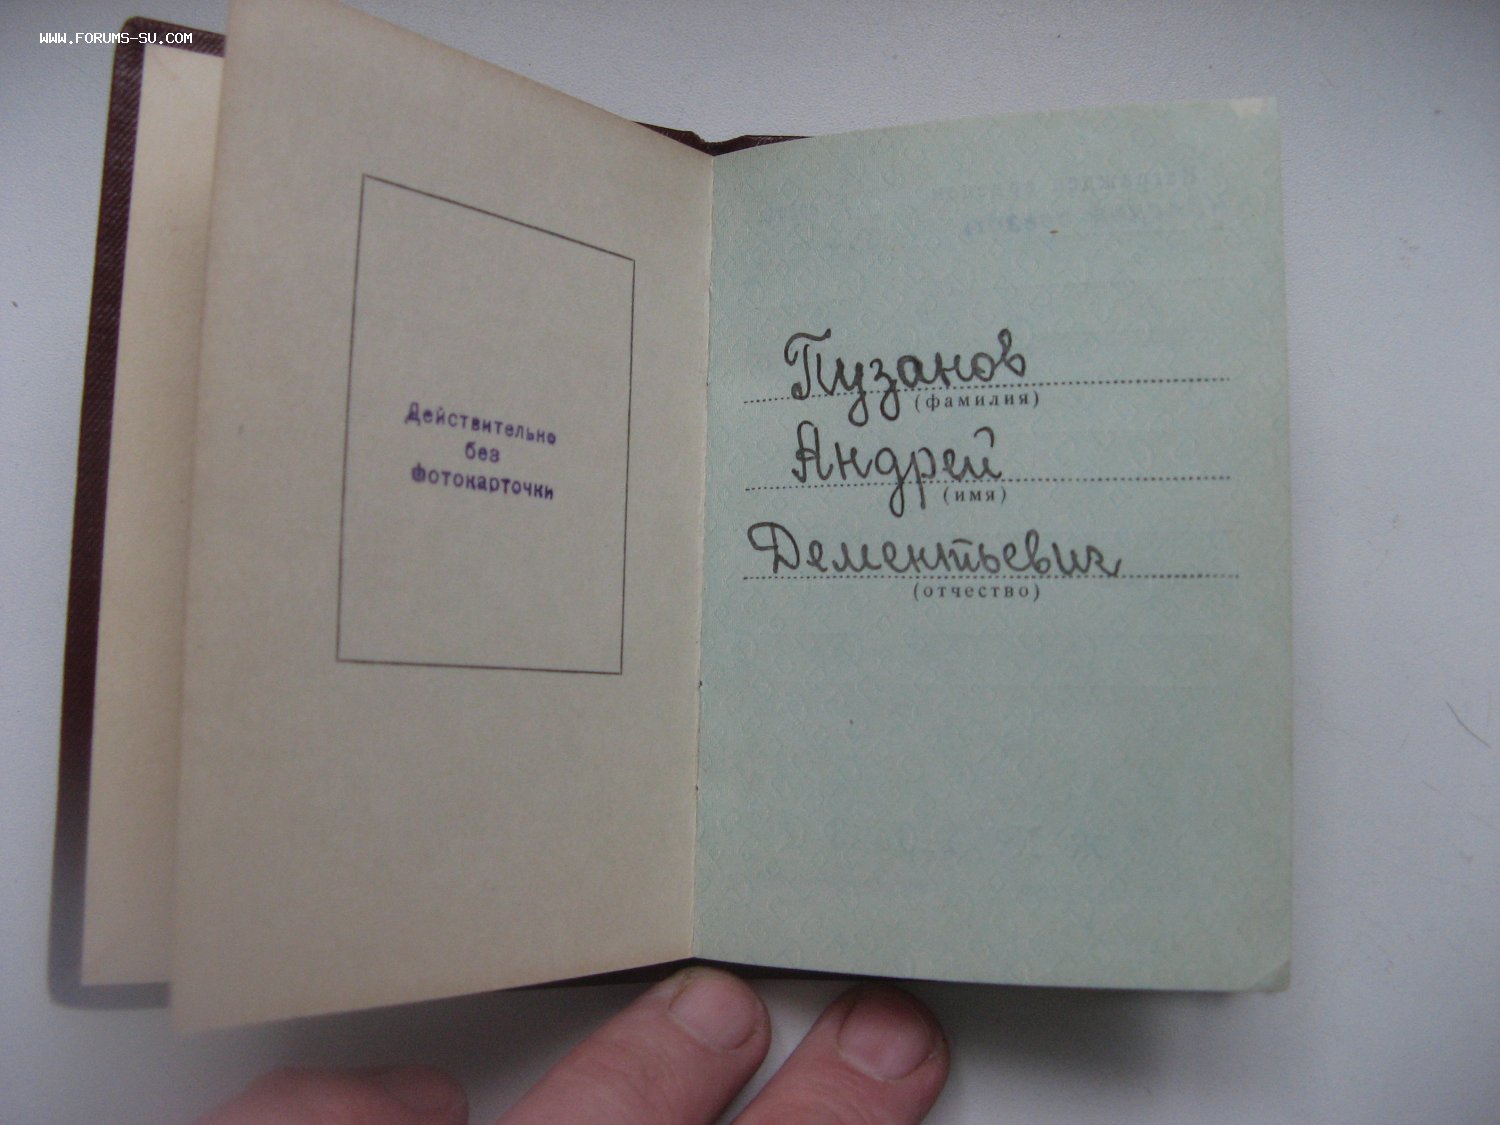 WWW.FORUMS-SU.COM
Действительно
без
фотокарточки
Пузанов
(фамилия)
Андрей
(имя)
Дементьевич
(отчество)